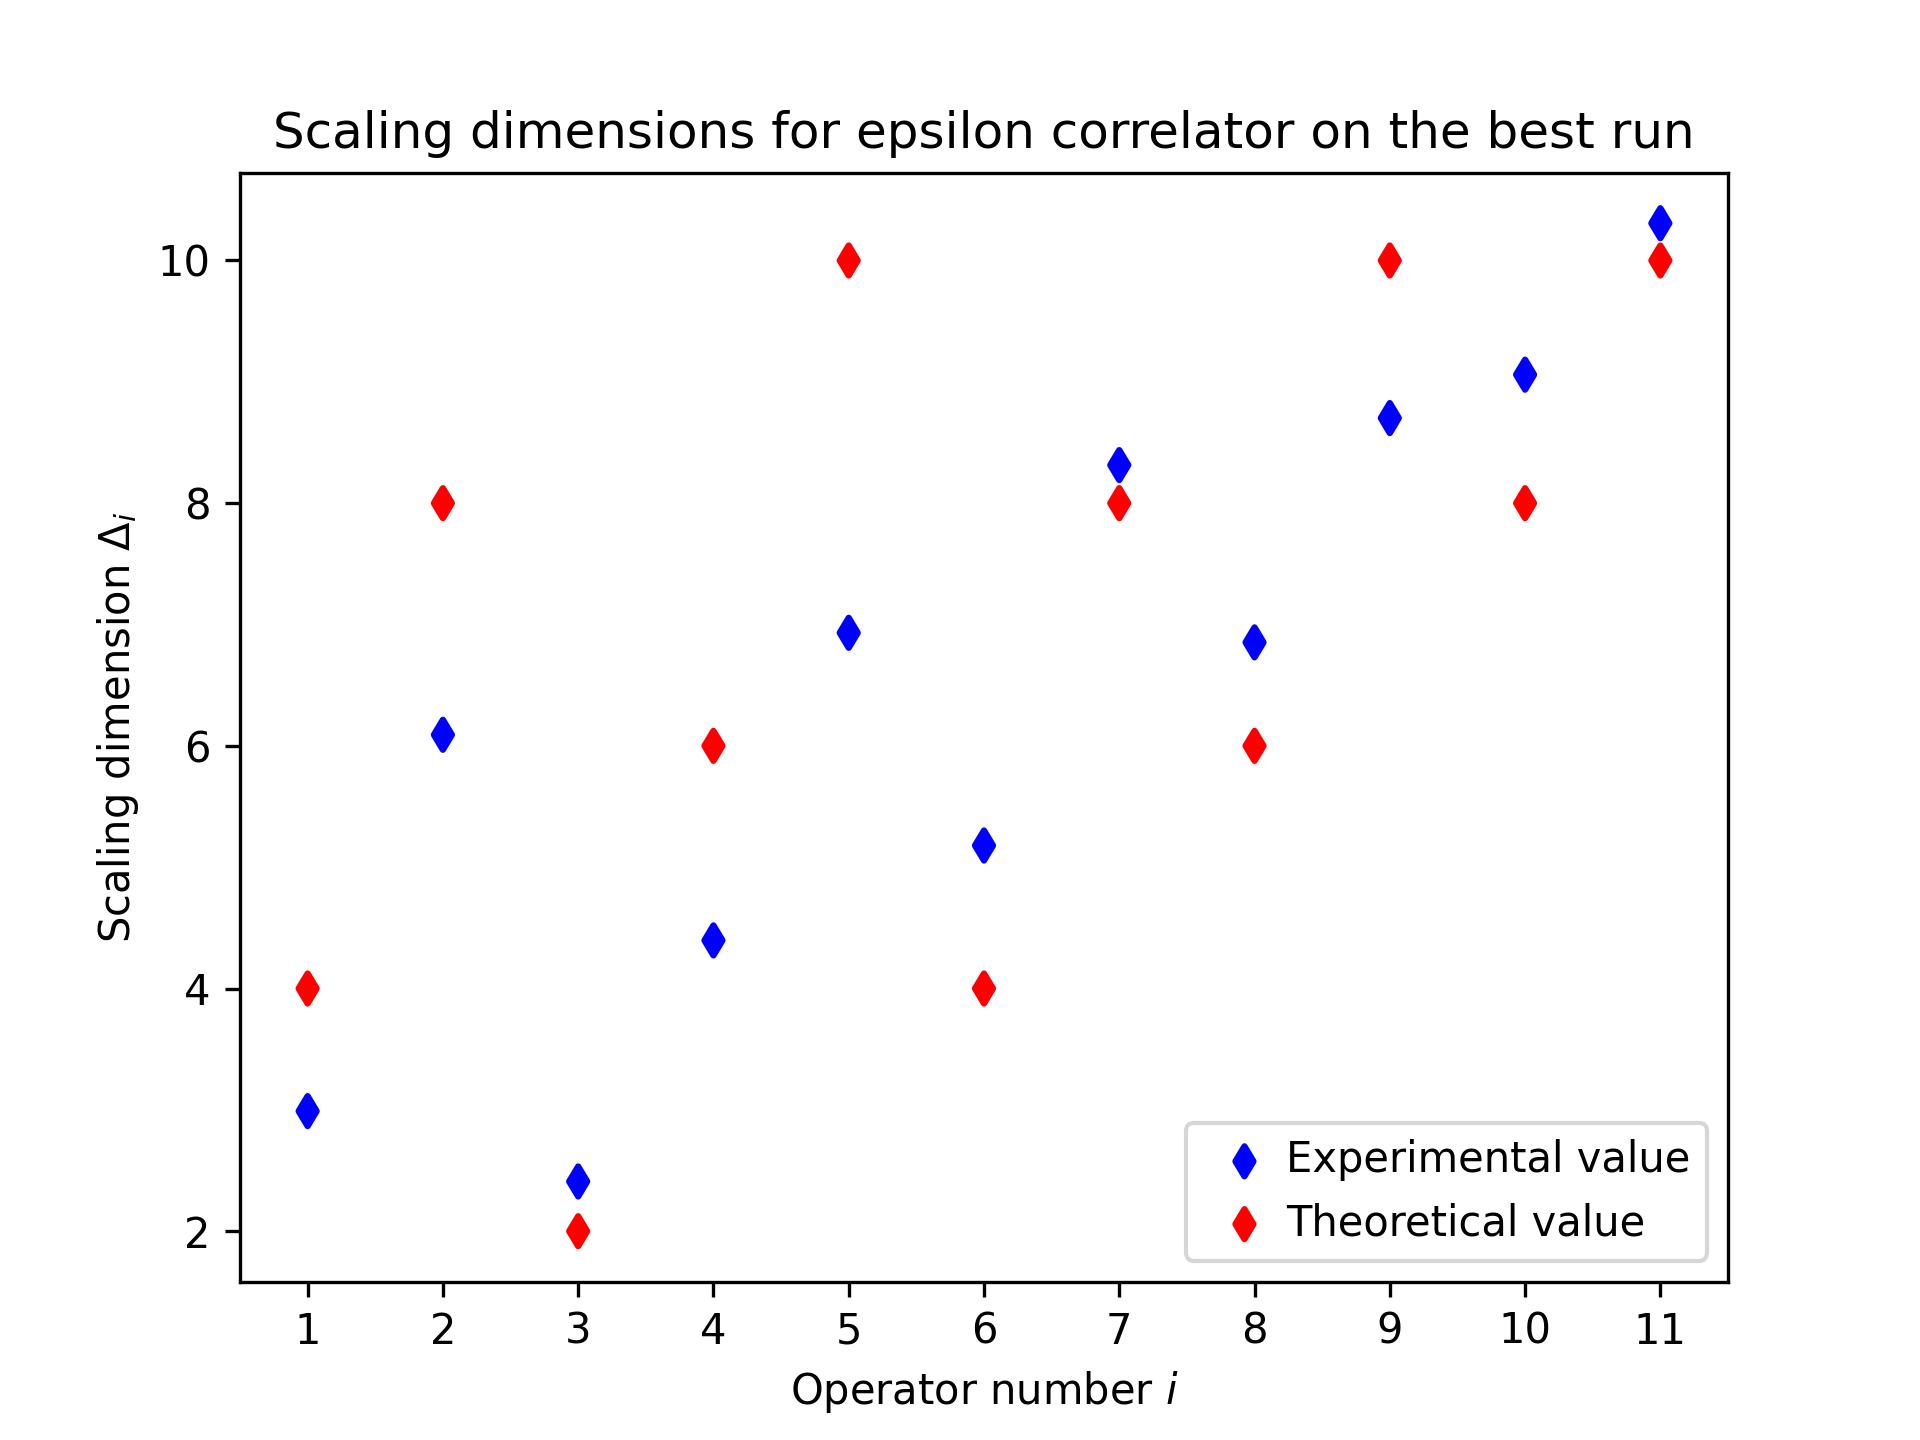 Scaling dimensions for epsilon correlator on the best run
10
8
6
4
2
Scaling dimension Δi
Experimental value
Theoretical value
1 2 3 4 5 6 7 8 9 10 11
Operator number i